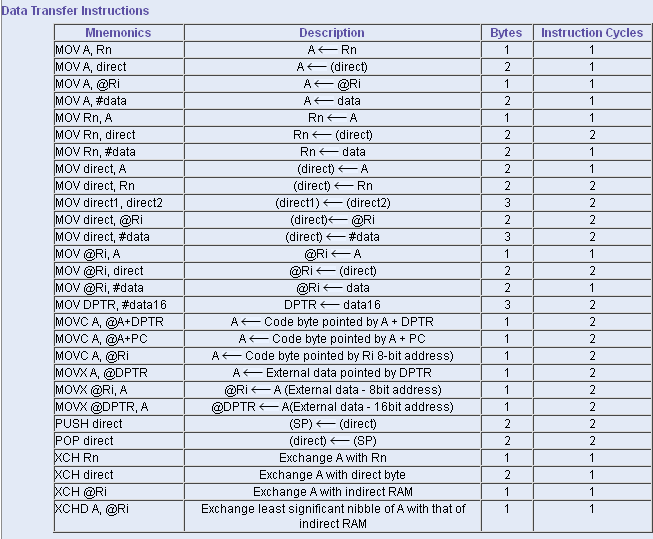 Data Transfer Instructions
Mnemonics Description Bytes Instruction Cycles
MOV A, Rn A ← Rn 1 1
MOV A, direct A ← (direct) 2 1
MOV A, @Ri A ← @Ri 1 1
MOV A, #data A ← data 2 1
MOV Rn, A Rn ← A 1 1
MOV Rn, direct Rn ← (direct) 2 2
MOV Rn, #data Rn ← data 2 1
MOV direct, A (direct) ← A 2 1
MOV direct, Rn (direct) ← Rn 2 2
MOV direct1, direct2 (direct1) ← (direct2) 3 2
MOV direct, @Ri (direct)← @Ri 2 2
MOV direct, #data (direct) ← #data 3 2
MOV @Ri, A @Ri ← A 1 1
MOV @Ri, direct @Ri ← (direct) 2 2
MOV @Ri, #data @Ri ← data 2 1
MOV DPTR, #data16 DPTR ← data16 3 2
MOVC A, @A+DPTR A ← Code byte pointed by A + DPTR 1 2
MOVC A, @A+PC A ← Code byte pointed by A + PC 1 2
MOVC A, @Ri A ← Code byte pointed by Ri 8-bit address) 1 2
MOVX A, @DPTR A ← External data pointed by DPTR 1 2
MOVX @Ri, A @Ri ← A (External data - 8bit address) 1 2
MOVX @DPTR, A @DPTR ← A(External data - 16bit address) 1 2
PUSH direct (SP) ← (direct) 2 2
POP direct (direct) ← (SP) 2 2
XCH Rn Exchange A with Rn 1 1
XCH direct Exchange A with direct byte 2 1
XCH @Ri Exchange A with indirect RAM 1 1
XCHD A, @Ri Exchange least significant nibble of A with that of 1 1
indirect RAM